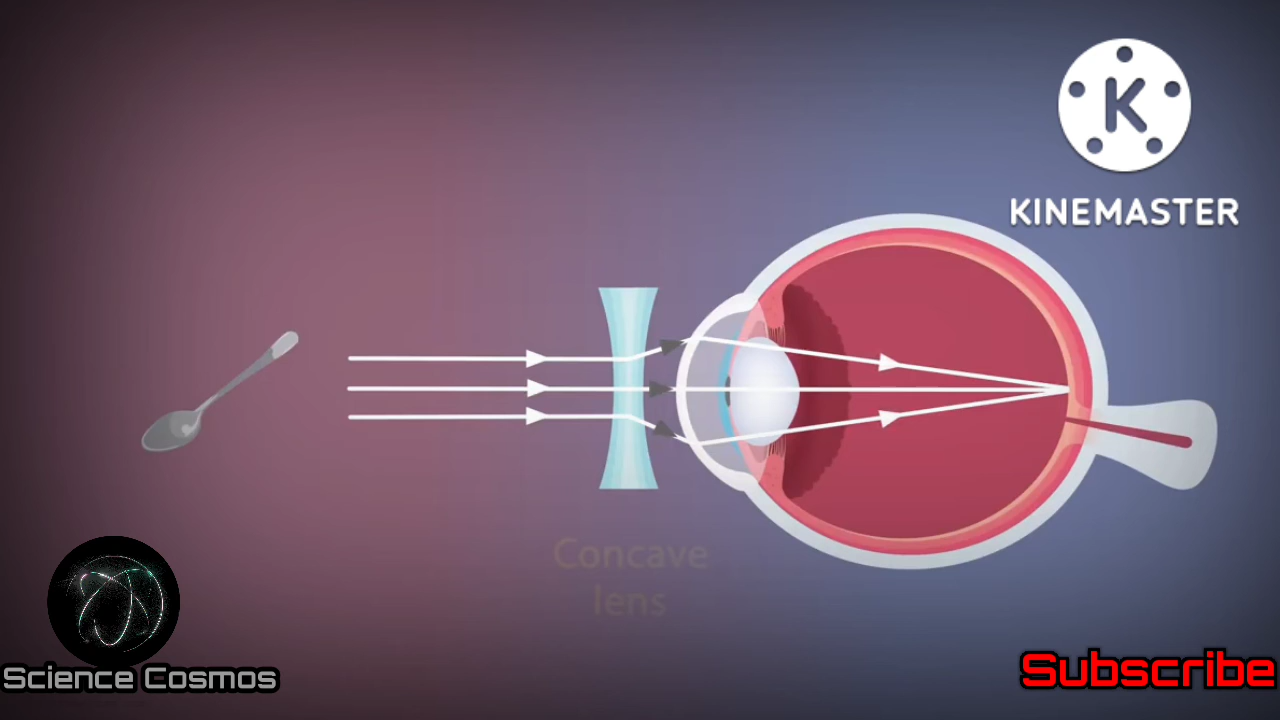 K
KINEMASTER
Concave
lens
Science Cosmos
Subscribe